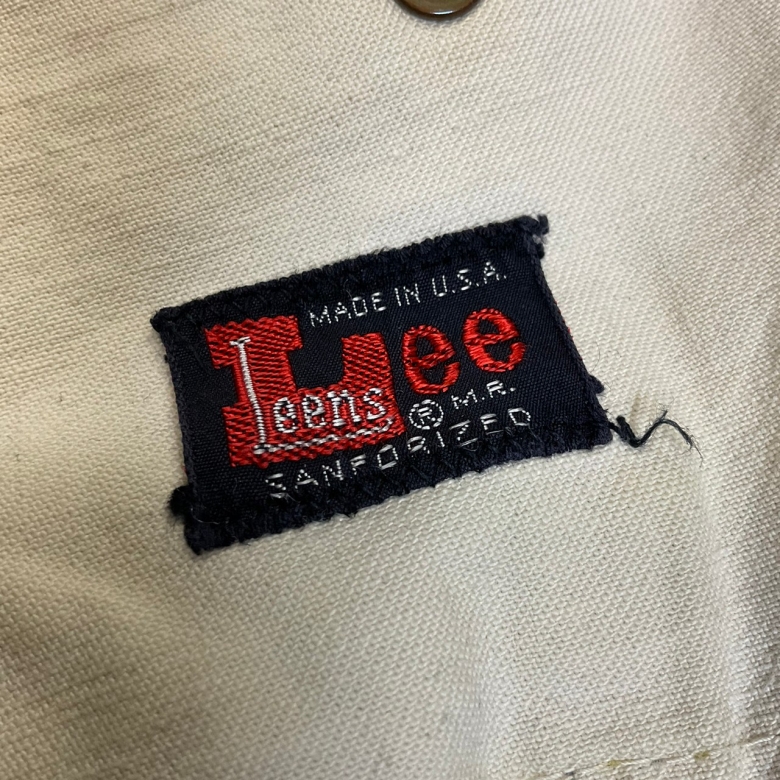 MADE IN U.S.A.
Lee
Leens
® M.R.
SANFORIZED